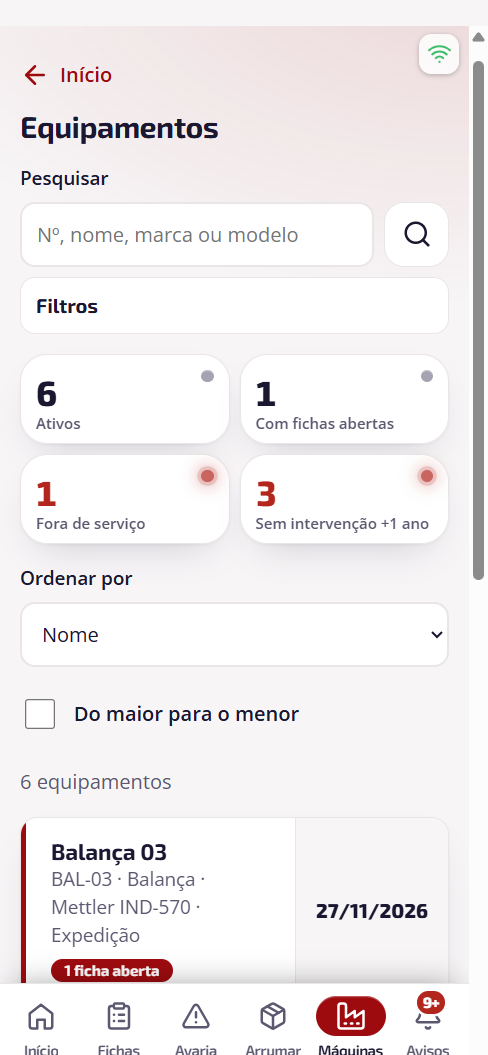 Início
Equipamentos
Pesquisar
Nº, nome, marca ou modelo
Filtros
6
Ativos
1
Com fichas abertas
1
Fora de serviço
3
Sem intervenção +1 ano
Ordenar por
Nome
Do maior para o menor
6 equipamentos
Balança 03
BAL-03 · Balança ·
Mettler IND-570 ·
Expedição
1 ficha aberta
27/11/2026
9+
Início Fichas Avaria Arrumar Máquinas Avisos